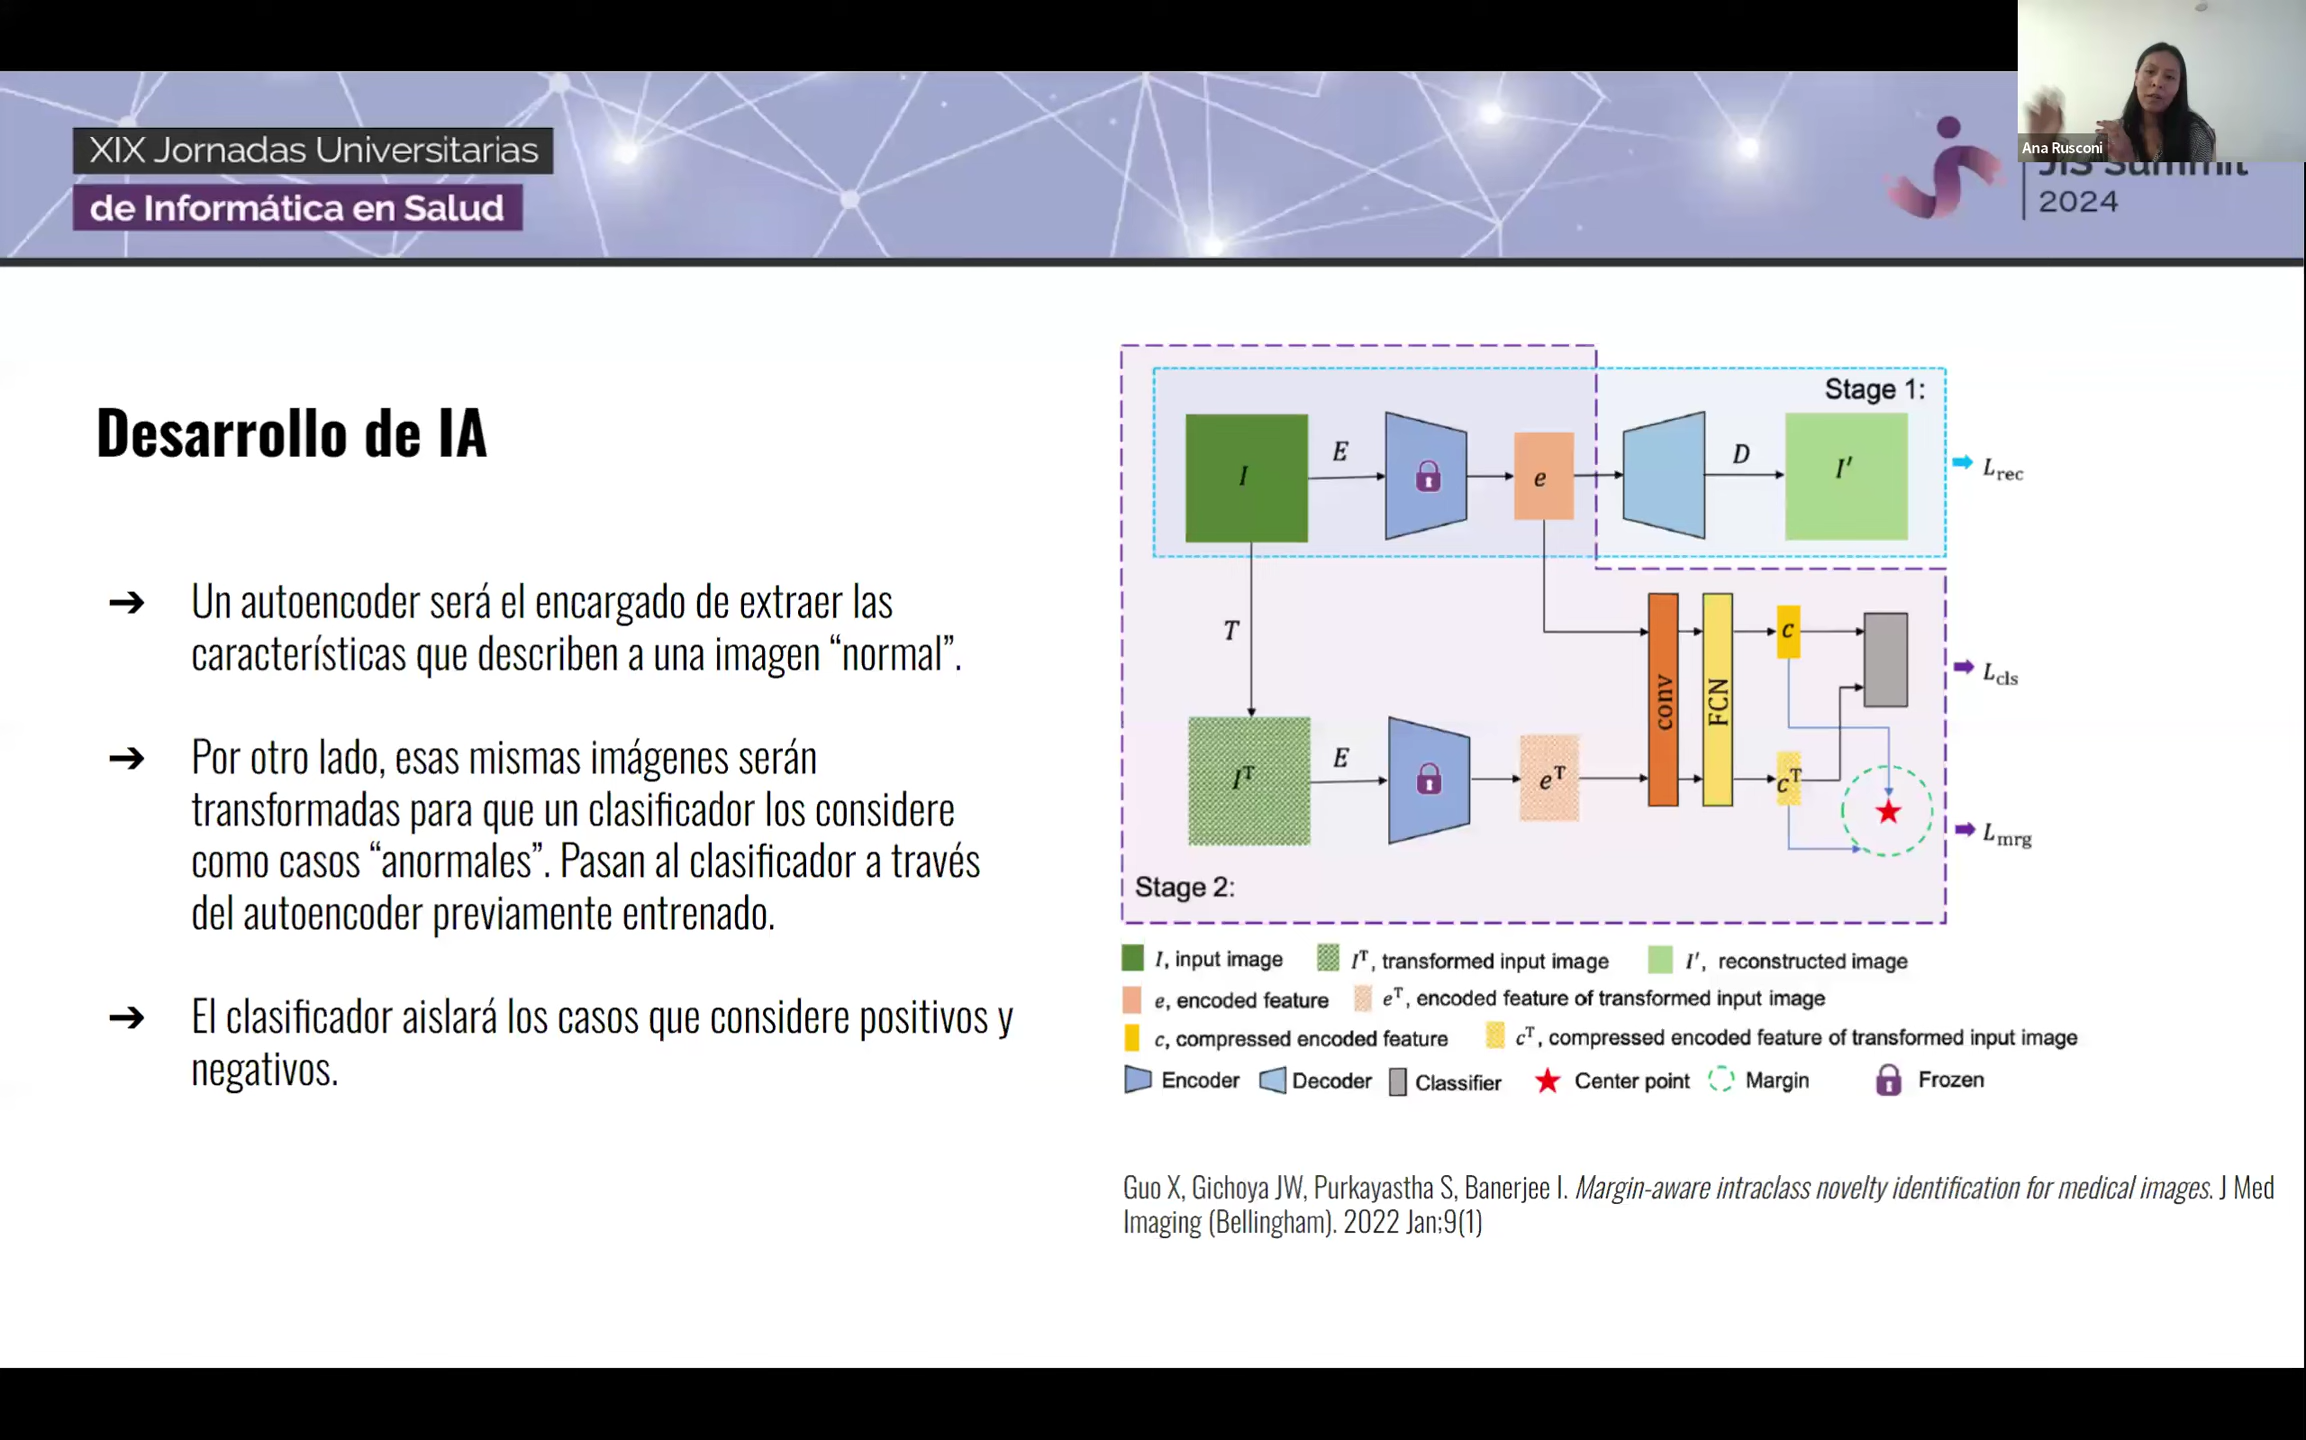 XIX Jornadas Universitarias
de Informática en Salud
Ana Rusconi
JIS Summit
2024
Desarrollo de IA
➔ Un autoencoder será el encargado de extraer las
características que describen a una imagen “normal”.
➔ Por otro lado, esas mismas imágenes serán
transformadas para que un clasificador los considere
como casos “anormales”. Pasan al clasificador a través
del autoencoder previamente entrenado.
➔ El clasificador aislará los casos que considere positivos y
negativos.
Stage 1:
I
E
e
D
I′
L_rec
T
conv
FCN
c
L_cls
I^T
E
e^T
c^T
L_mrg
Stage 2:
I, input image I^T, transformed input image I′, reconstructed image
e, encoded feature e^T, encoded feature of transformed input image
c, compressed encoded feature c^T, compressed encoded feature of transformed input image
Encoder Decoder Classifier Center point Margin Frozen
Guo X, Gichoya JW, Purkayastha S, Banerjee I. Margin-aware intraclass novelty identification for medical images. J Med
Imaging (Bellingham). 2022 Jan;9(1)